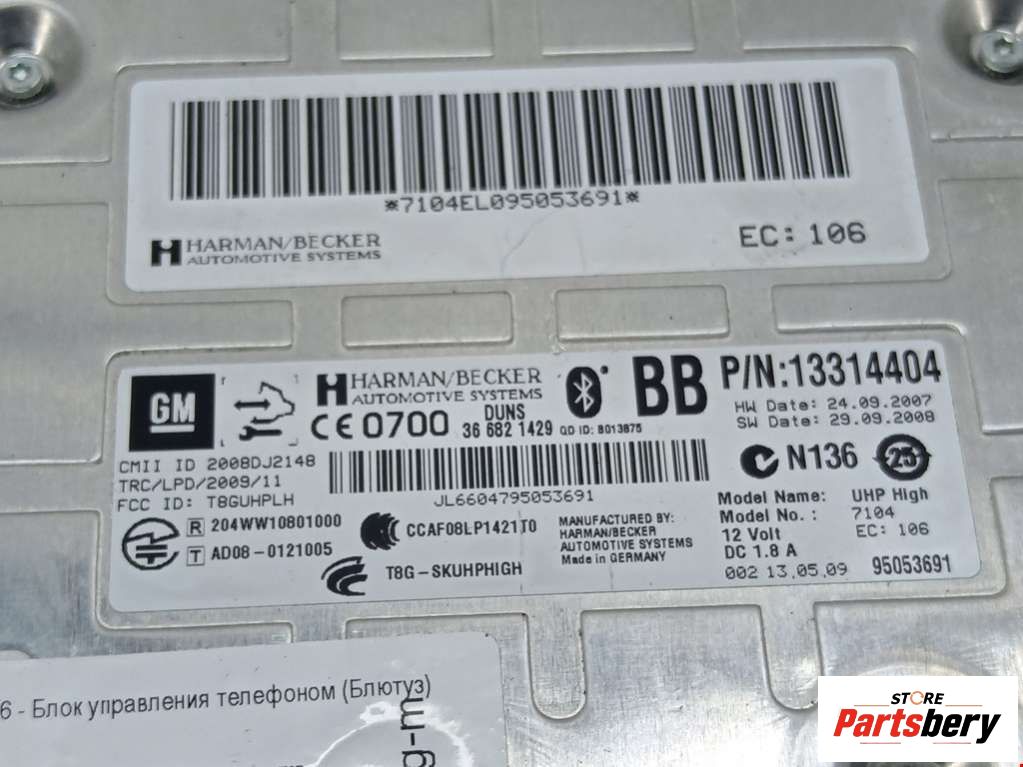 *7104EL095053691*
HARMAN/BECKER
AUTOMOTIVE SYSTEMS
EC: 106
GM
HARMAN/BECKER
AUTOMOTIVE SYSTEMS
BB
P/N:13314404
HW Date: 24.09.2007
SW Date: 29.09.2008
CE 0700
DUNS
36 682 1429
QD ID: B013875
N136
25
CMII ID 2008DJ2148
TRC/LPD/2009/11
FCC ID: T8GUHPLH
JL6604795053691
R 204WW10801000
T AD08-0121005
CCAF08LP1421T0
T8G-SKUHPHIGH
MANUFACTURED BY:
HARMAN/BECKER
AUTOMOTIVE SYSTEMS
Made in GERMANY
Model Name: UHP High
Model No.: 7104
12 Volt EC: 106
DC 1.8 A
002 13.05.09 95053691
6 - Блок управления телефоном (Блютуз)
g-m
STORE
Partsbery